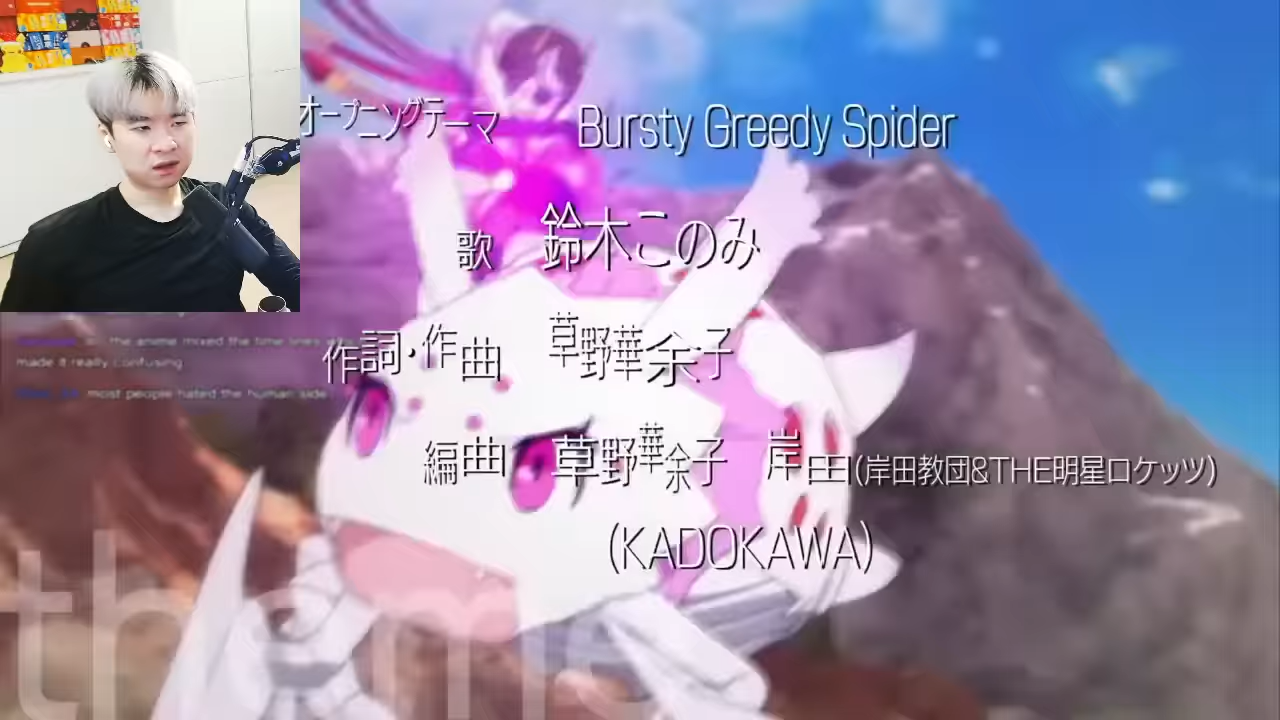 オープニングテーマ Bursty Greedy Spider
歌 鈴木このみ
作詞・作曲 草野華余子
the anime mixed the time lines
made it really confusing
most people hated the human side
編曲 草野華余子 岸田(岸田教団&THE明星ロケッツ)
(KADOKAWA)
theme